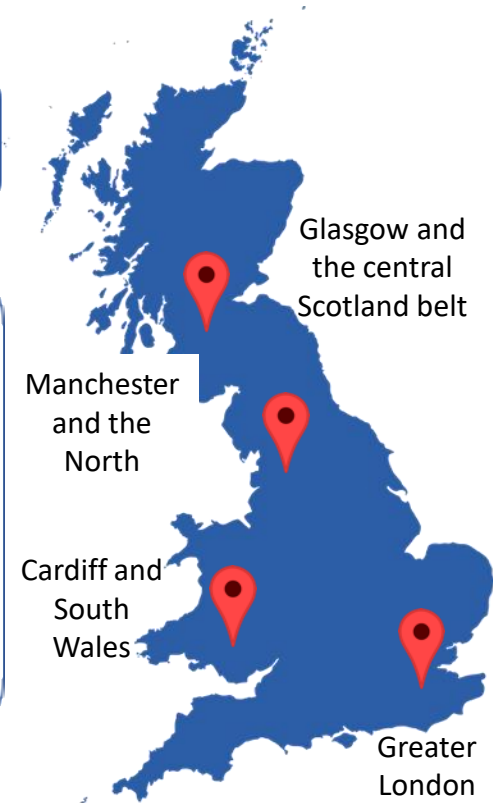 Glasgow and
the central
Scotland belt
Manchester
and the
North
Cardiff and
South
Wales
Greater
London